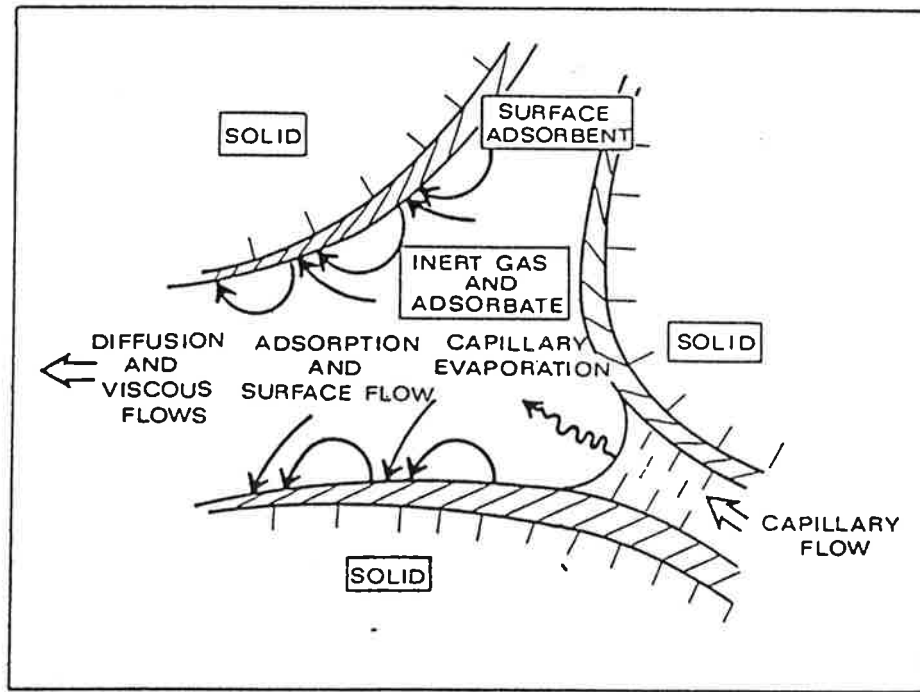 SOLID
SURFACE
ADSORBENT
INERT GAS
AND
ADSORBATE
SOLID
DIFFUSION
AND
VISCOUS
FLOWS
ADSORPTION
AND
SURFACE FLOW
CAPILLARY
EVAPORATION
CAPILLARY
FLOW
SOLID